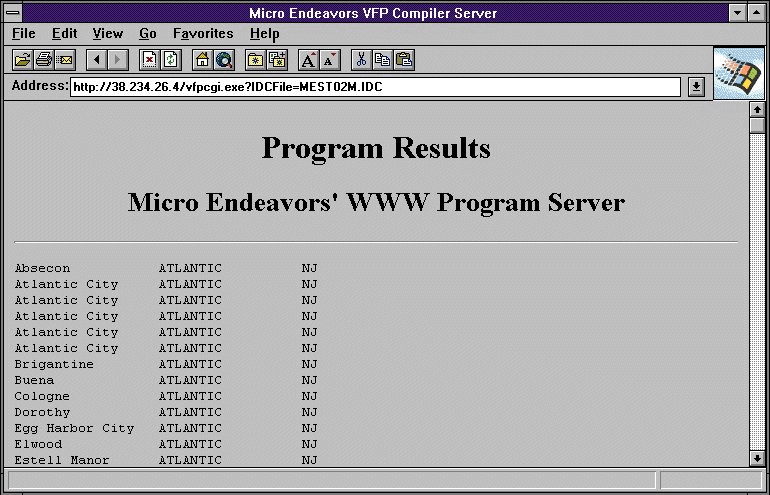 Micro Endeavors VFP Compiler Server
File Edit View Go Favorites Help
A A
Address: http://38.234.26.4/vfpcgi.exe?IDCFile=MEST02M.IDC
Program Results
Micro Endeavors' WWW Program Server
Absecon ATLANTIC NJ
Atlantic City ATLANTIC NJ
Atlantic City ATLANTIC NJ
Atlantic City ATLANTIC NJ
Atlantic City ATLANTIC NJ
Atlantic City ATLANTIC NJ
Brigantine ATLANTIC NJ
Buena ATLANTIC NJ
Cologne ATLANTIC NJ
Dorothy ATLANTIC NJ
Egg Harbor City ATLANTIC NJ
Elwood ATLANTIC NJ
Estell Manor ATLANTIC NJ